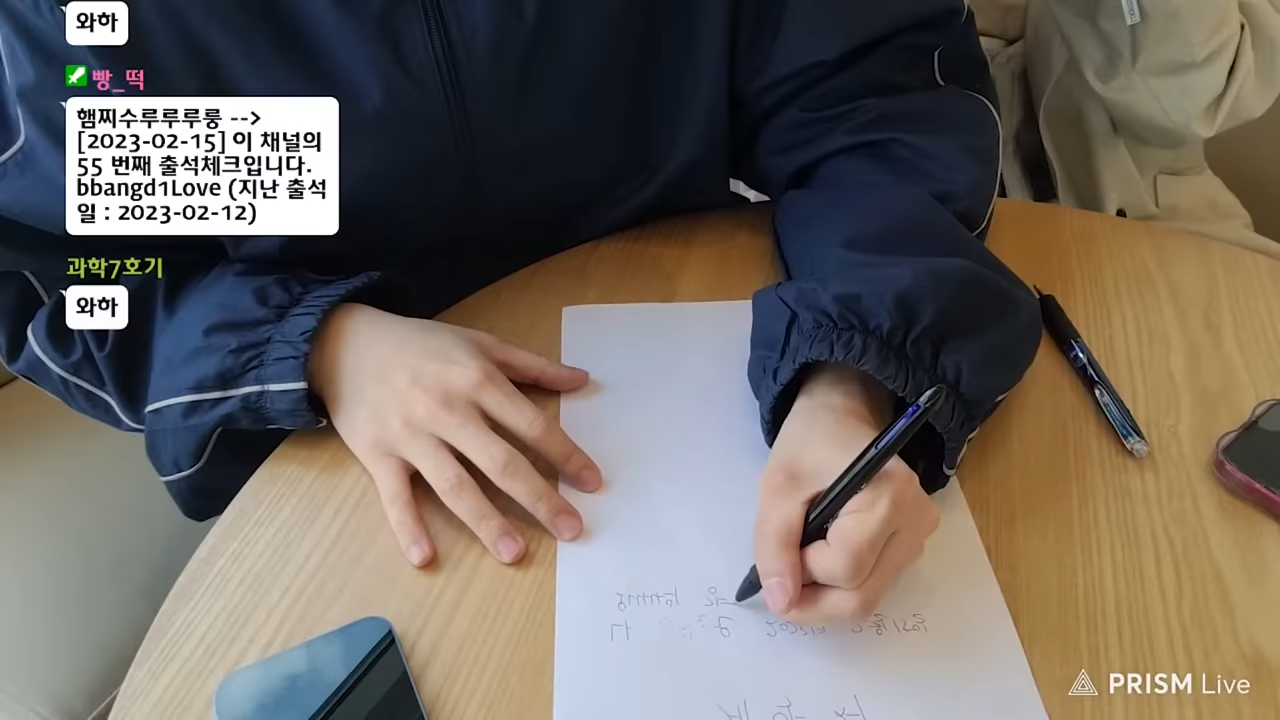 와하
빵_떡
햄찌수루루루룽 -->
[2023-02-15] 이 채널의
55 번째 출석체크입니다.
bbangd1Love (지난 출석
일 : 2023-02-12)
과학7호기
와하
PRISM Live